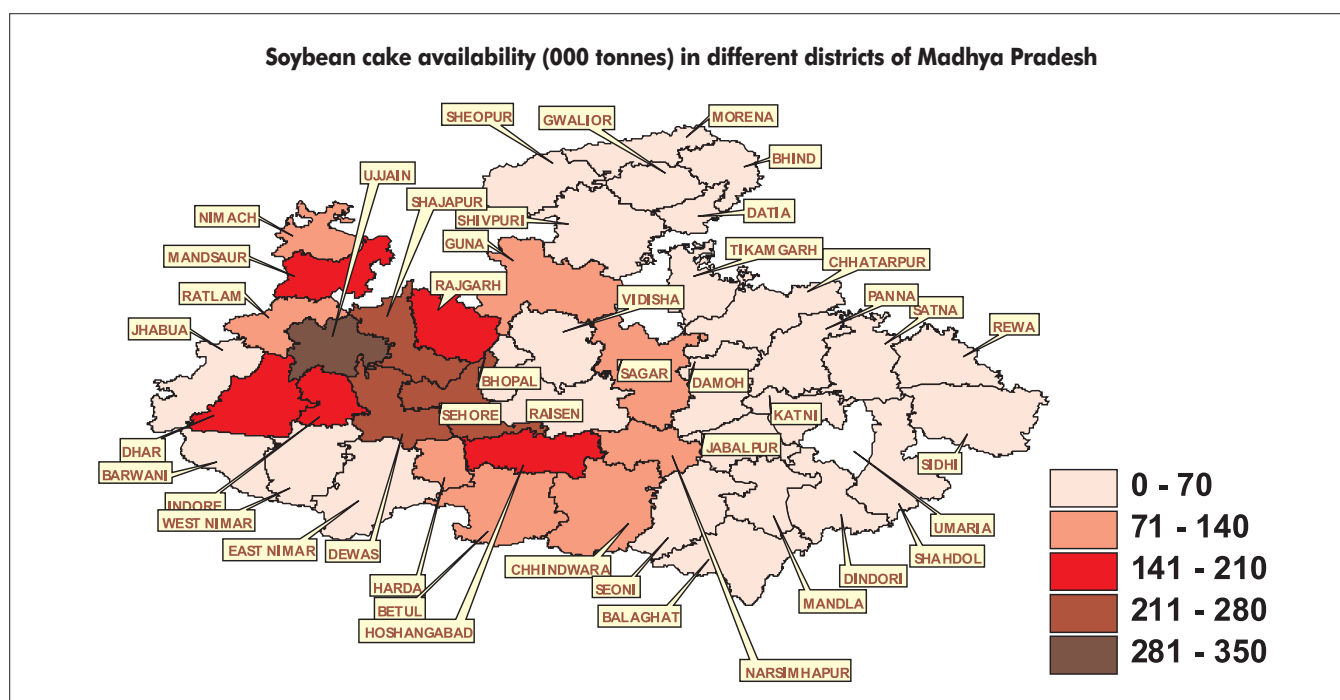 Soybean cake availability (000 tonnes) in different districts of Madhya Pradesh
SHEOPUR
GWALIOR
MORENA
BHIND
UJJAIN
SHAJAPUR
NIMACH
DATIA
SHIVPURI
GUNA
MANDSAUR
TIKAMGARH
CHHATARPUR
RAJGARH
RATLAM
VIDISHA
PANNA
SATNA
JHABUA
REWA
BHOPAL
SAGAR
DAMOH
SEHORE
RAISEN
KATNI
DHAR
JABALPUR
SIDHI
BARWANI
INDORE
WEST NIMAR
UMARIA
EAST NIMAR
DEWAS
SHAHDOL
CHHINDWARA
DINDORI
HARDA
SEONI
MANDLA
BETUL
BALAGHAT
HOSHANGABAD
NARSIMHAPUR
0 - 70
71 - 140
141 - 210
211 - 280
281 - 350